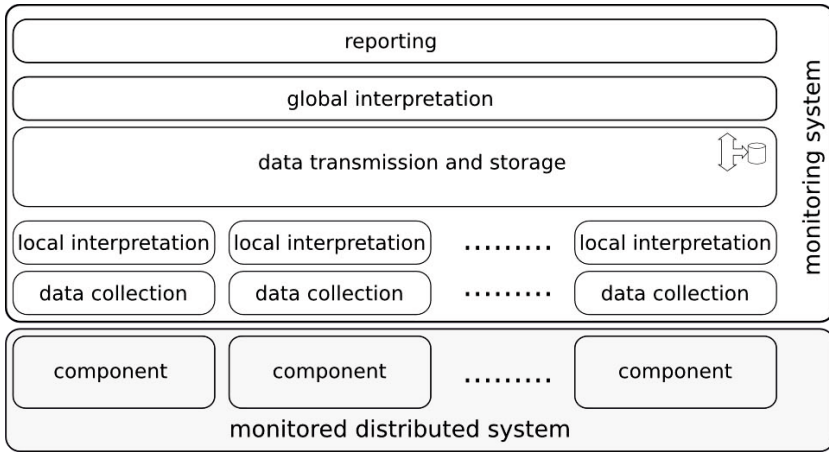 reporting
global interpretation
data transmission and storage
local interpretation local interpretation ......... local interpretation
data collection data collection ......... data collection
monitoring system
component component ......... component
monitored distributed system